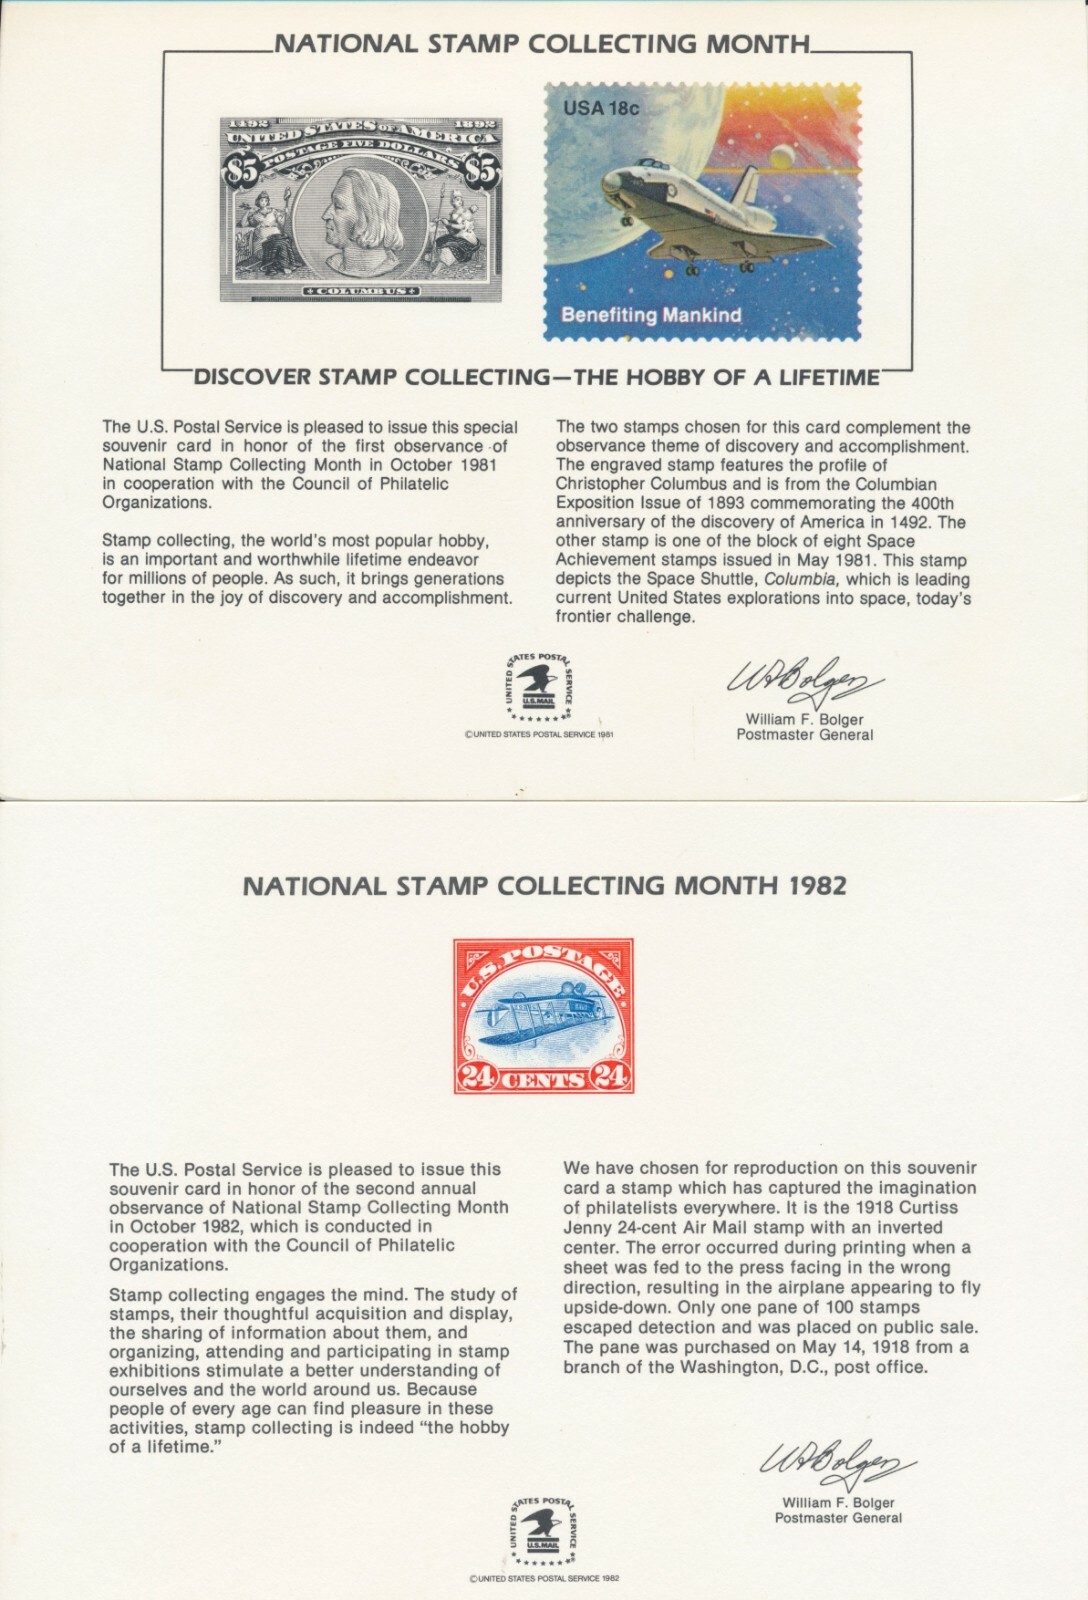 NATIONAL STAMP COLLECTING MONTH
1492 1892
UNITED STATES OF AMERICA
POSTAGE FIVE DOLLARS
$5 $5
COLUMBUS
USA 18c
Benefiting Mankind
DISCOVER STAMP COLLECTING—THE HOBBY OF A LIFETIME
The U.S. Postal Service is pleased to issue this special
souvenir card in honor of the first observance of
National Stamp Collecting Month in October 1981
in cooperation with the Council of Philatelic
Organizations.
Stamp collecting, the world's most popular hobby,
is an important and worthwhile lifetime endeavor
for millions of people. As such, it brings generations
together in the joy of discovery and accomplishment.
The two stamps chosen for this card complement the
observance theme of discovery and accomplishment.
The engraved stamp features the profile of
Christopher Columbus and is from the Columbian
Exposition Issue of 1893 commemorating the 400th
anniversary of the discovery of America in 1492. The
other stamp is one of the block of eight Space
Achievement stamps issued in May 1981. This stamp
depicts the Space Shuttle, Columbia, which is leading
current United States explorations into space, today's
frontier challenge.
UNITED STATES POSTAL SERVICE
U.S.MAIL
©UNITED STATES POSTAL SERVICE 1981
W F Bolger
William F. Bolger
Postmaster General
NATIONAL STAMP COLLECTING MONTH 1982
U.S. POSTAGE
24 CENTS 24
The U.S. Postal Service is pleased to issue this
souvenir card in honor of the second annual
observance of National Stamp Collecting Month
in October 1982, which is conducted in
cooperation with the Council of Philatelic
Organizations.
Stamp collecting engages the mind. The study of
stamps, their thoughtful acquisition and display,
the sharing of information about them, and
organizing, attending and participating in stamp
exhibitions stimulate a better understanding of
ourselves and the world around us. Because
people of every age can find pleasure in these
activities, stamp collecting is indeed “the hobby
of a lifetime.”
We have chosen for reproduction on this souvenir
card a stamp which has captured the imagination
of philatelists everywhere. It is the 1918 Curtiss
Jenny 24-cent Air Mail stamp with an inverted
center. The error occurred during printing when a
sheet was fed to the press facing in the wrong
direction, resulting in the airplane appearing to fly
upside-down. Only one pane of 100 stamps
escaped detection and was placed on public sale.
The pane was purchased on May 14, 1918 from a
branch of the Washington, D.C., post office.
W F Bolger
William F. Bolger
Postmaster General
UNITED STATES POSTAL SERVICE
U.S.MAIL
©UNITED STATES POSTAL SERVICE 1982